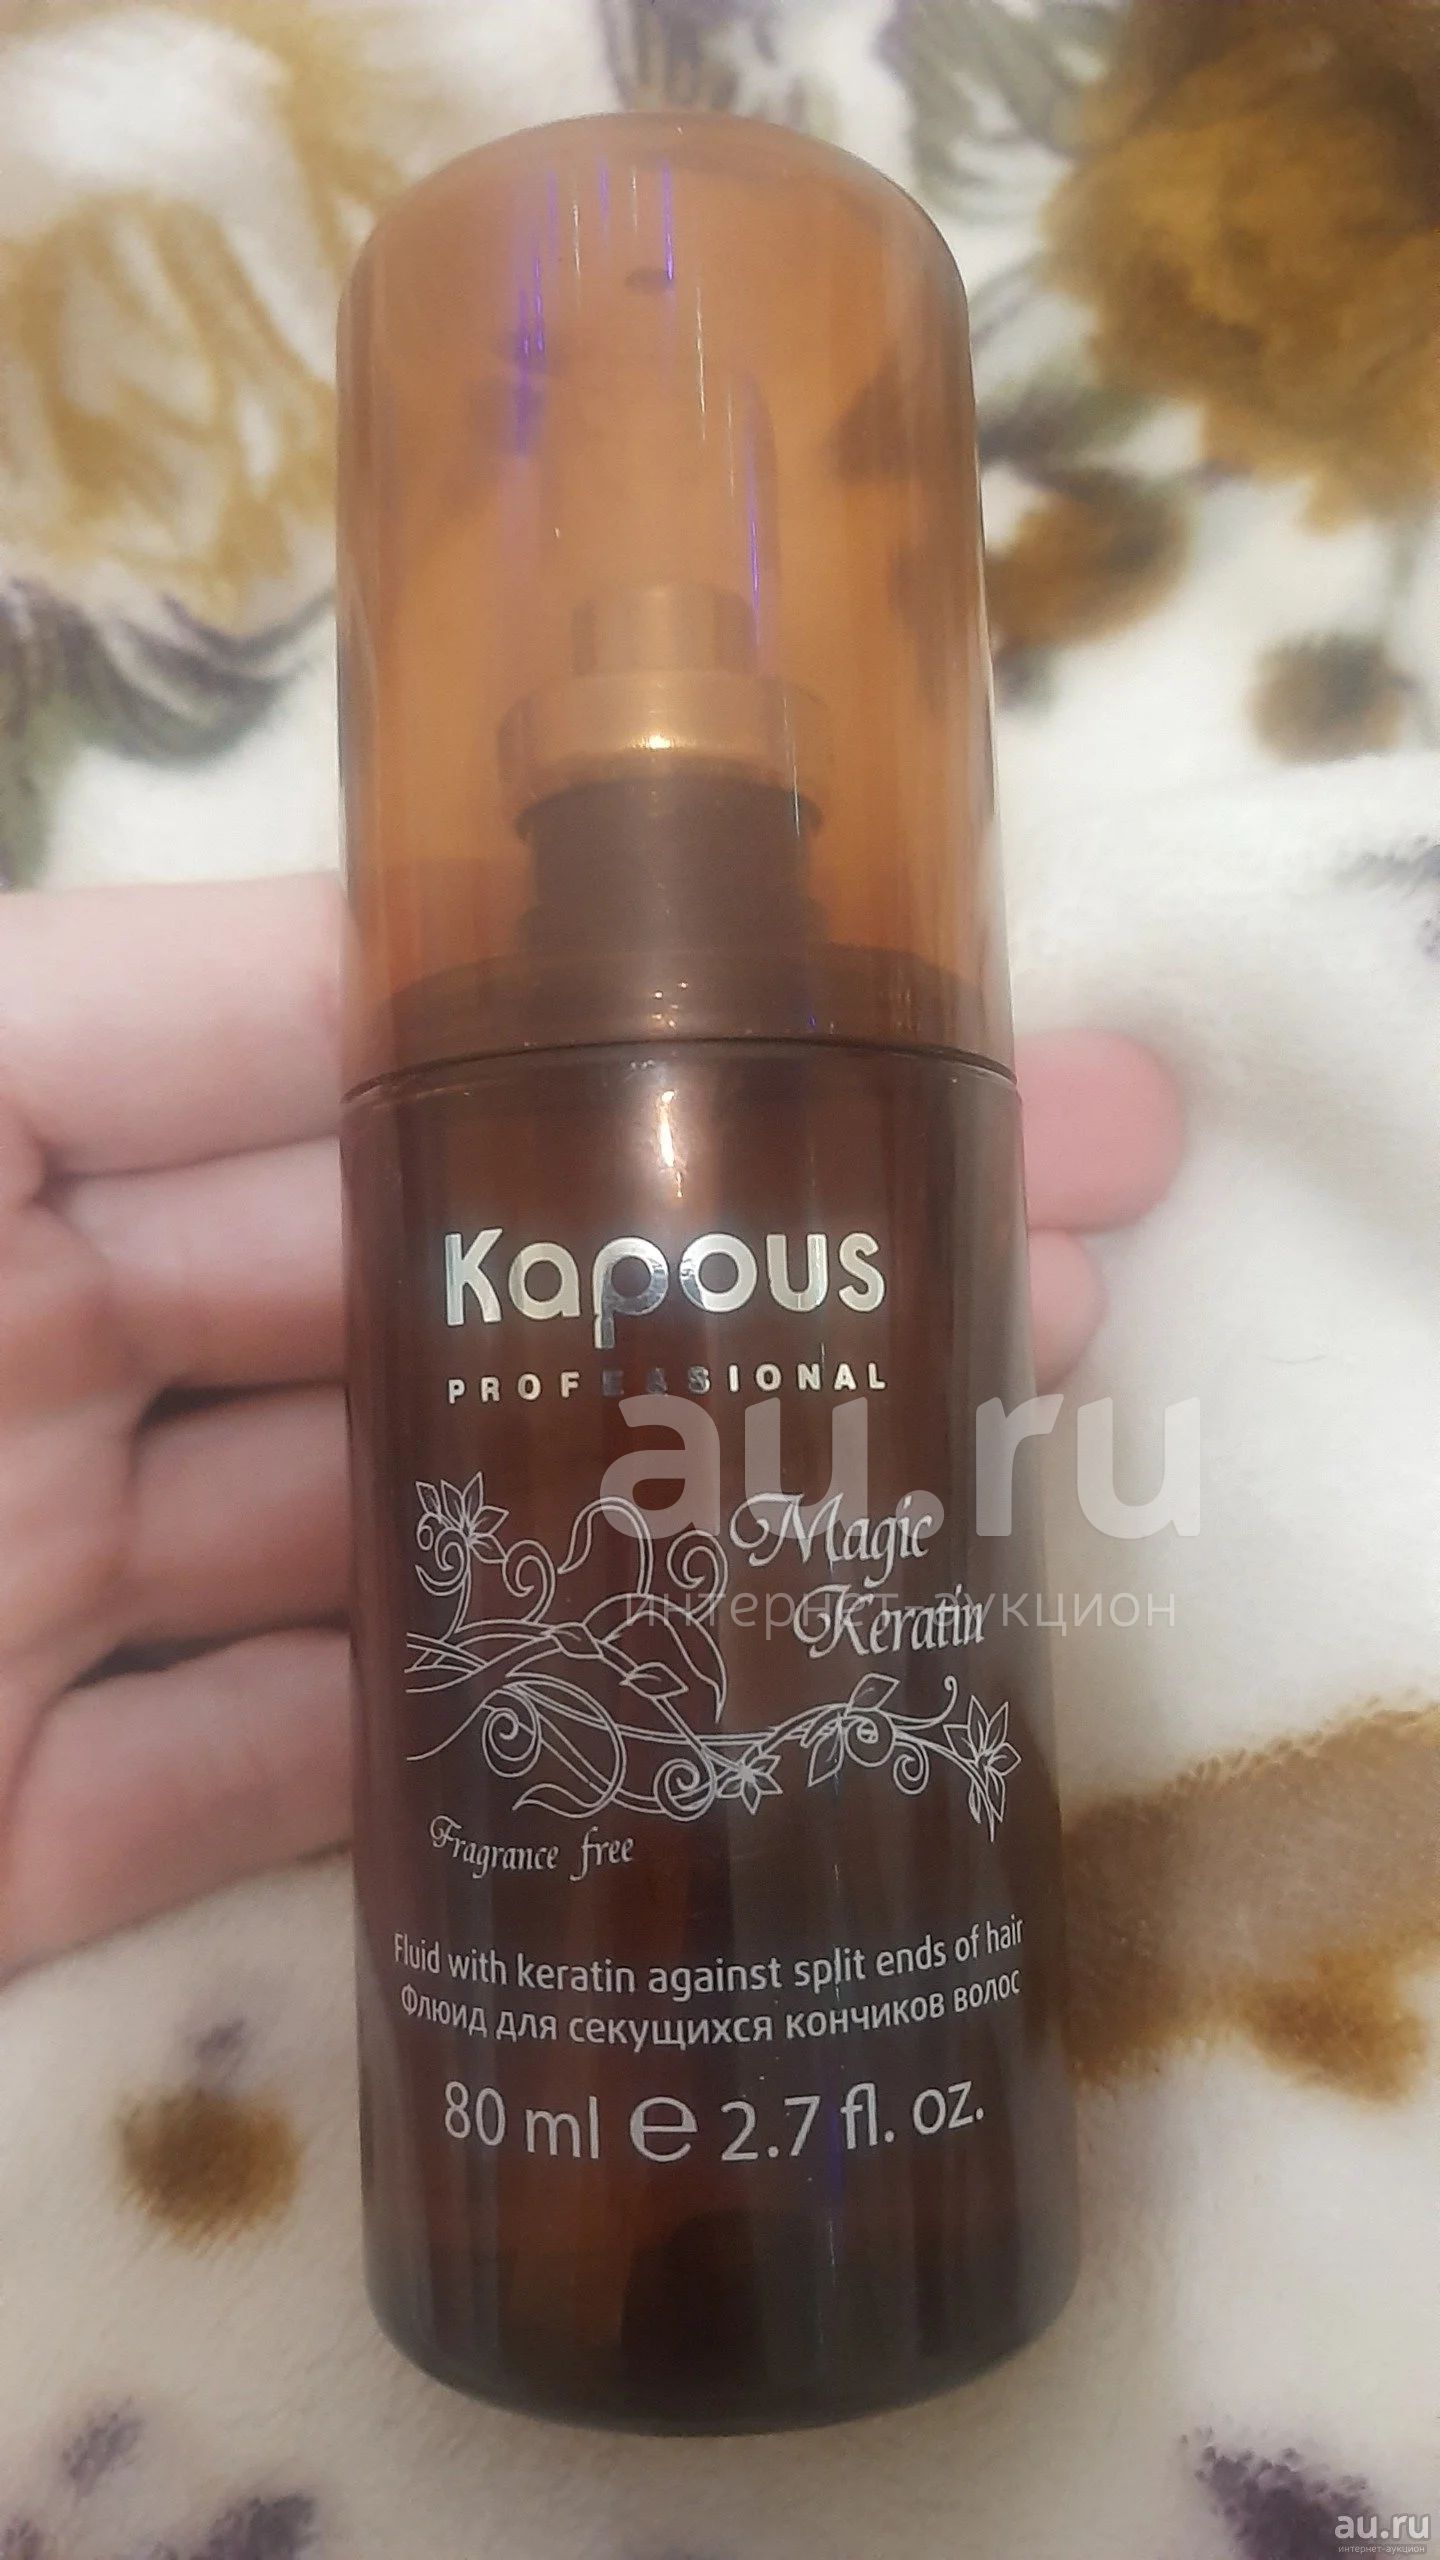 Kapous
PROFESSIONAL
au.ru
интернет-аукцион
Magic
Keratin
Fragrance free
Fluid with keratin against split ends of hair
Флюид для секущихся кончиков волос
80 ml e 2.7 fl. oz.
au.ru
интернет-аукцион